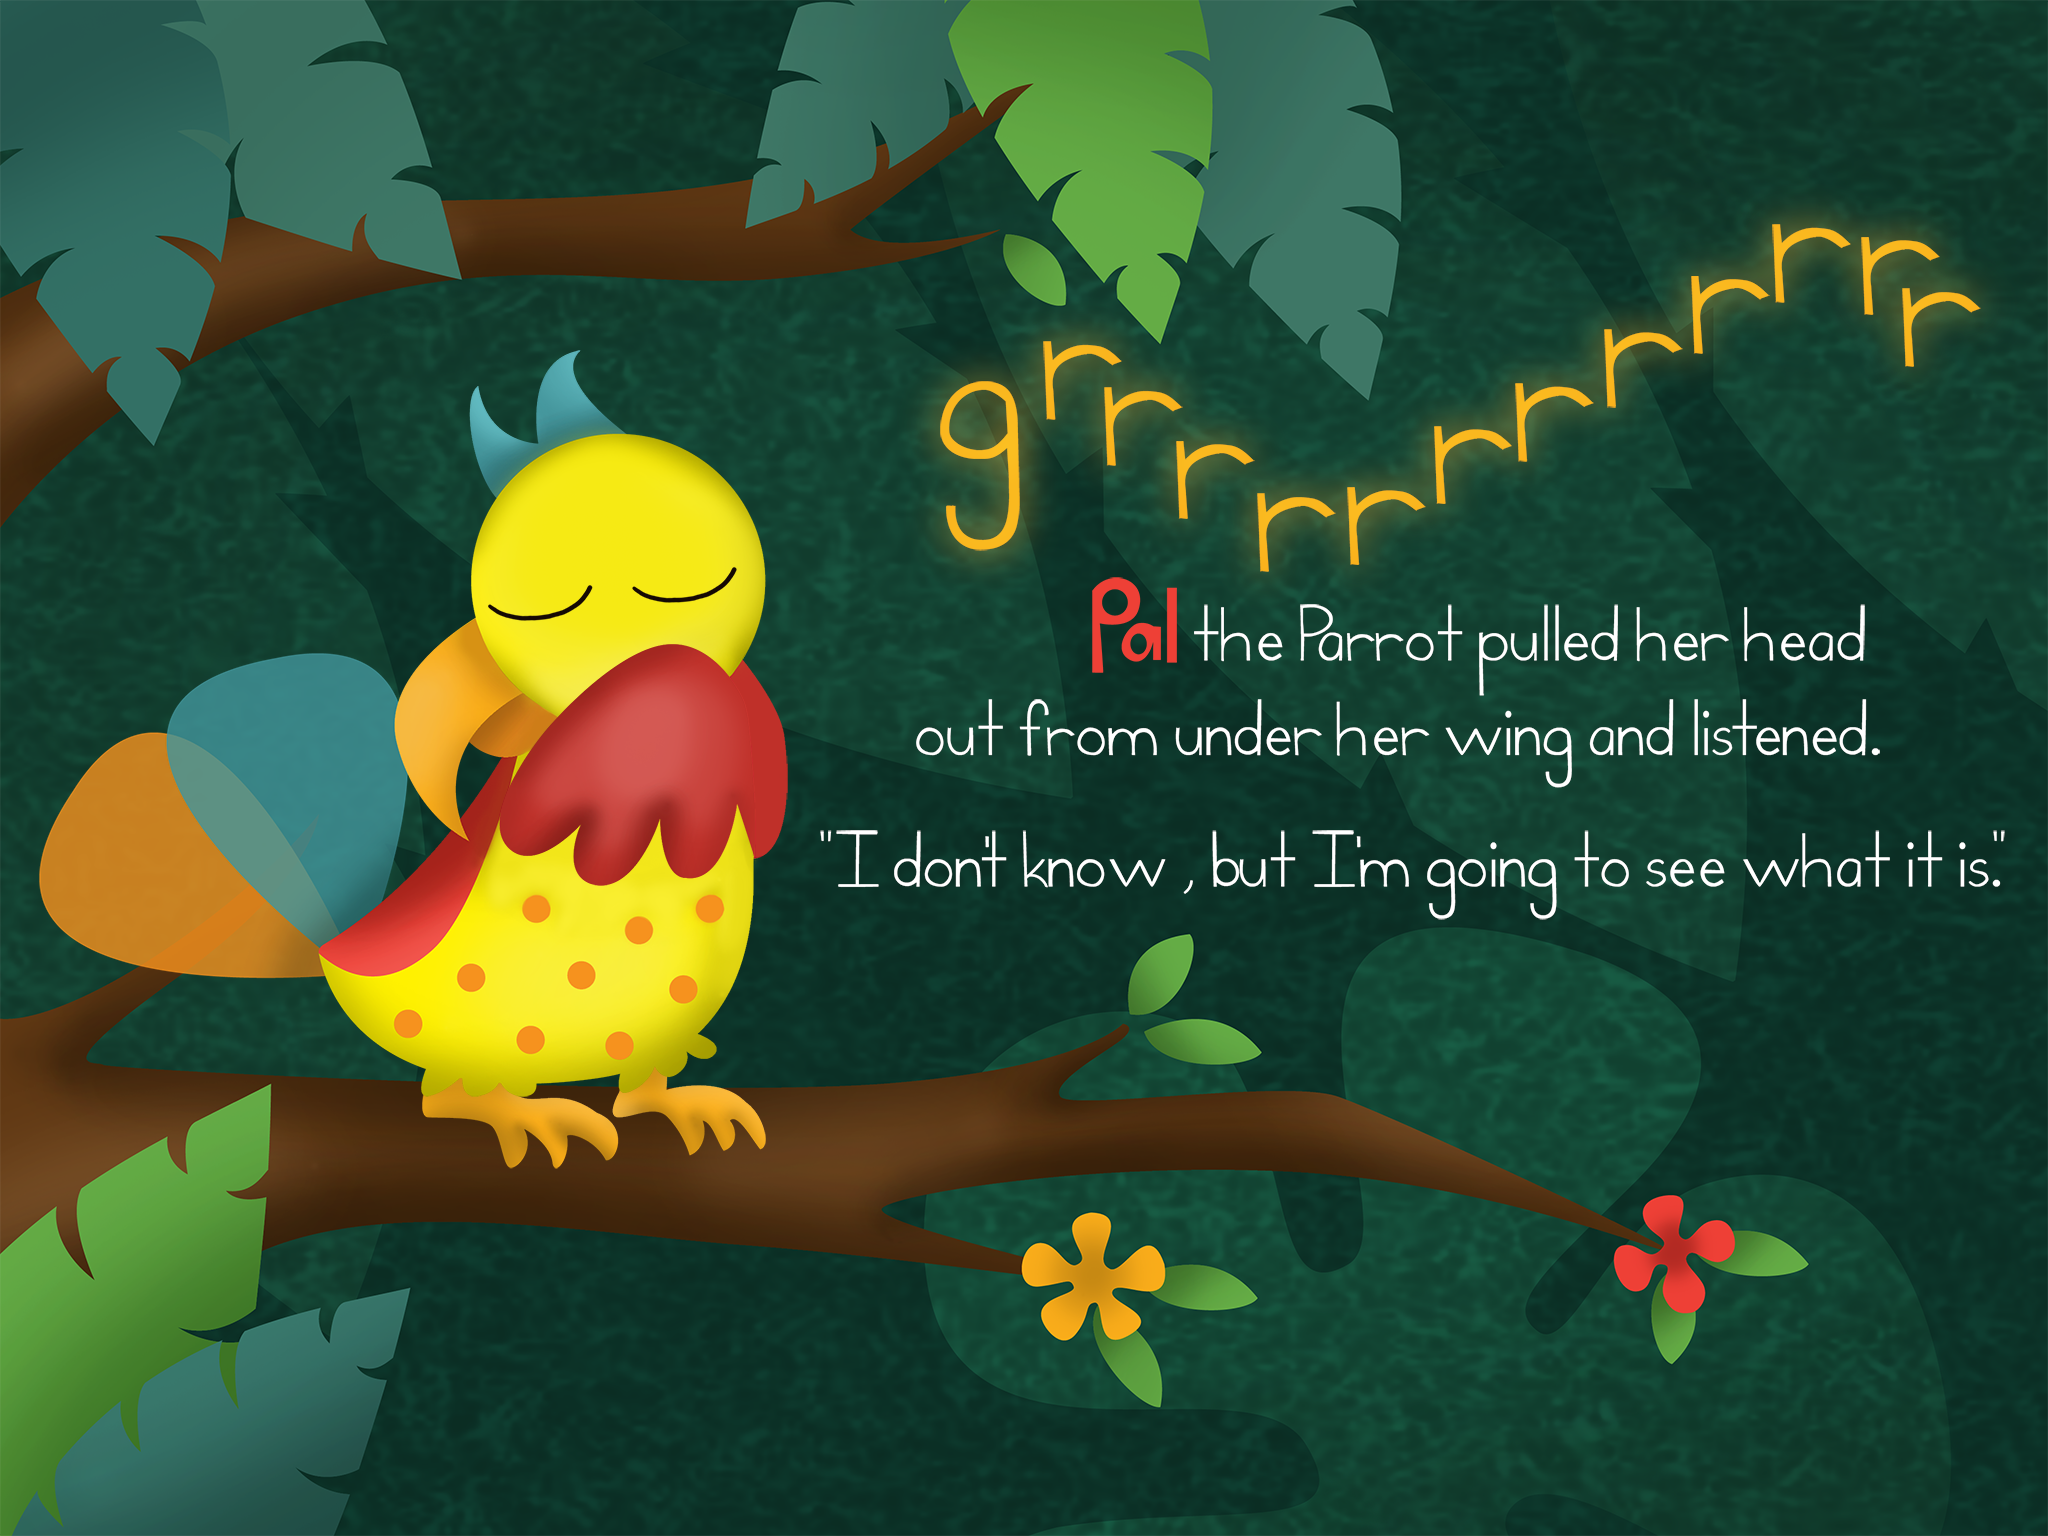 grrrrrrrrrrrr
Pal the Parrot pulled her head
out from under her wing and listened.
"I don't know, but I'm going to see what it is."